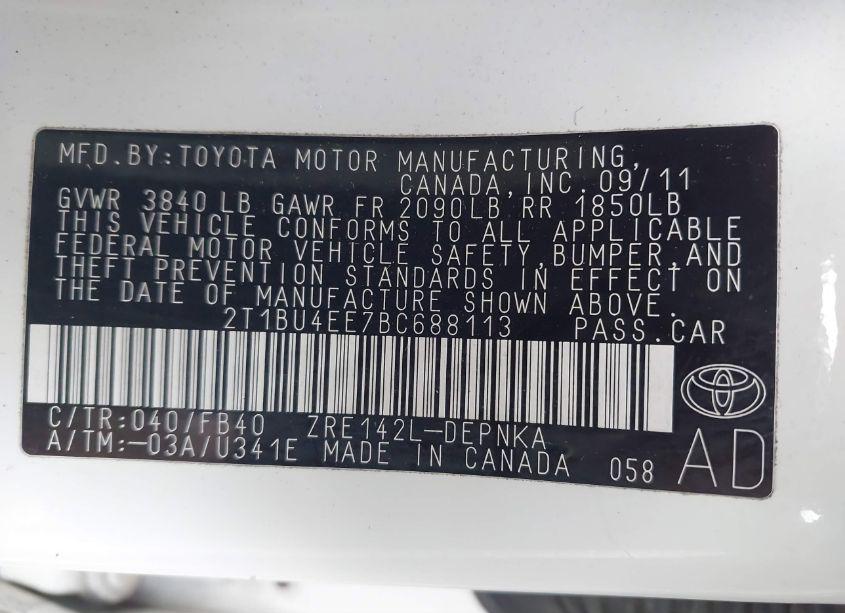 MFD.BY:TOYOTA MOTOR MANUFACTURING,
CANADA,INC. 09/11
GVWR 3840 LB GAWR FR 2090LB RR 1850LB
THIS VEHICLE CONFORMS TO ALL APPLICABLE
FEDERAL MOTOR VEHICLE SAFETY,BUMPER,AND
THEFT PREVENTION STANDARDS IN EFFECT ON
THE DATE OF MANUFACTURE SHOWN ABOVE.
2T1BU4EE7BC688113 PASS.CAR
C/TR:040/FB40 ZRE142L-DEPNKA
A/TM:-03A/U341E MADE IN CANADA 058 AD